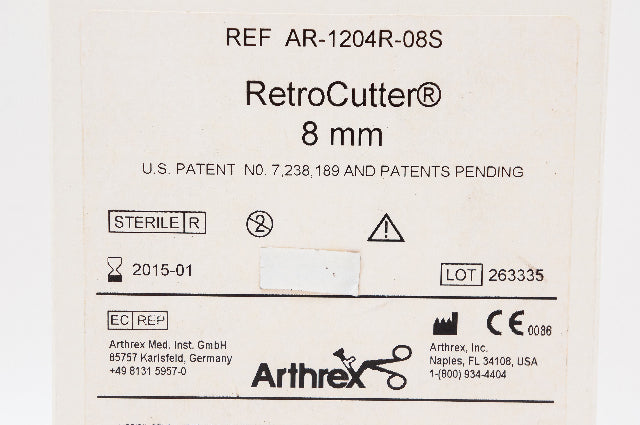 REF AR-1204R-08S
RetroCutter®
8 mm
U.S. PATENT N0. 7,238,189 AND PATENTS PENDING
STERILE R 2
2015-01 LOT 263335
EC REP
Arthrex Med. Inst. GmbH
85757 Karlsfeld, Germany
+49 8131 5957-0
Arthrex
CE 0086
Arthrex, Inc.
Naples, FL 34108, USA
1-(800) 934-4404